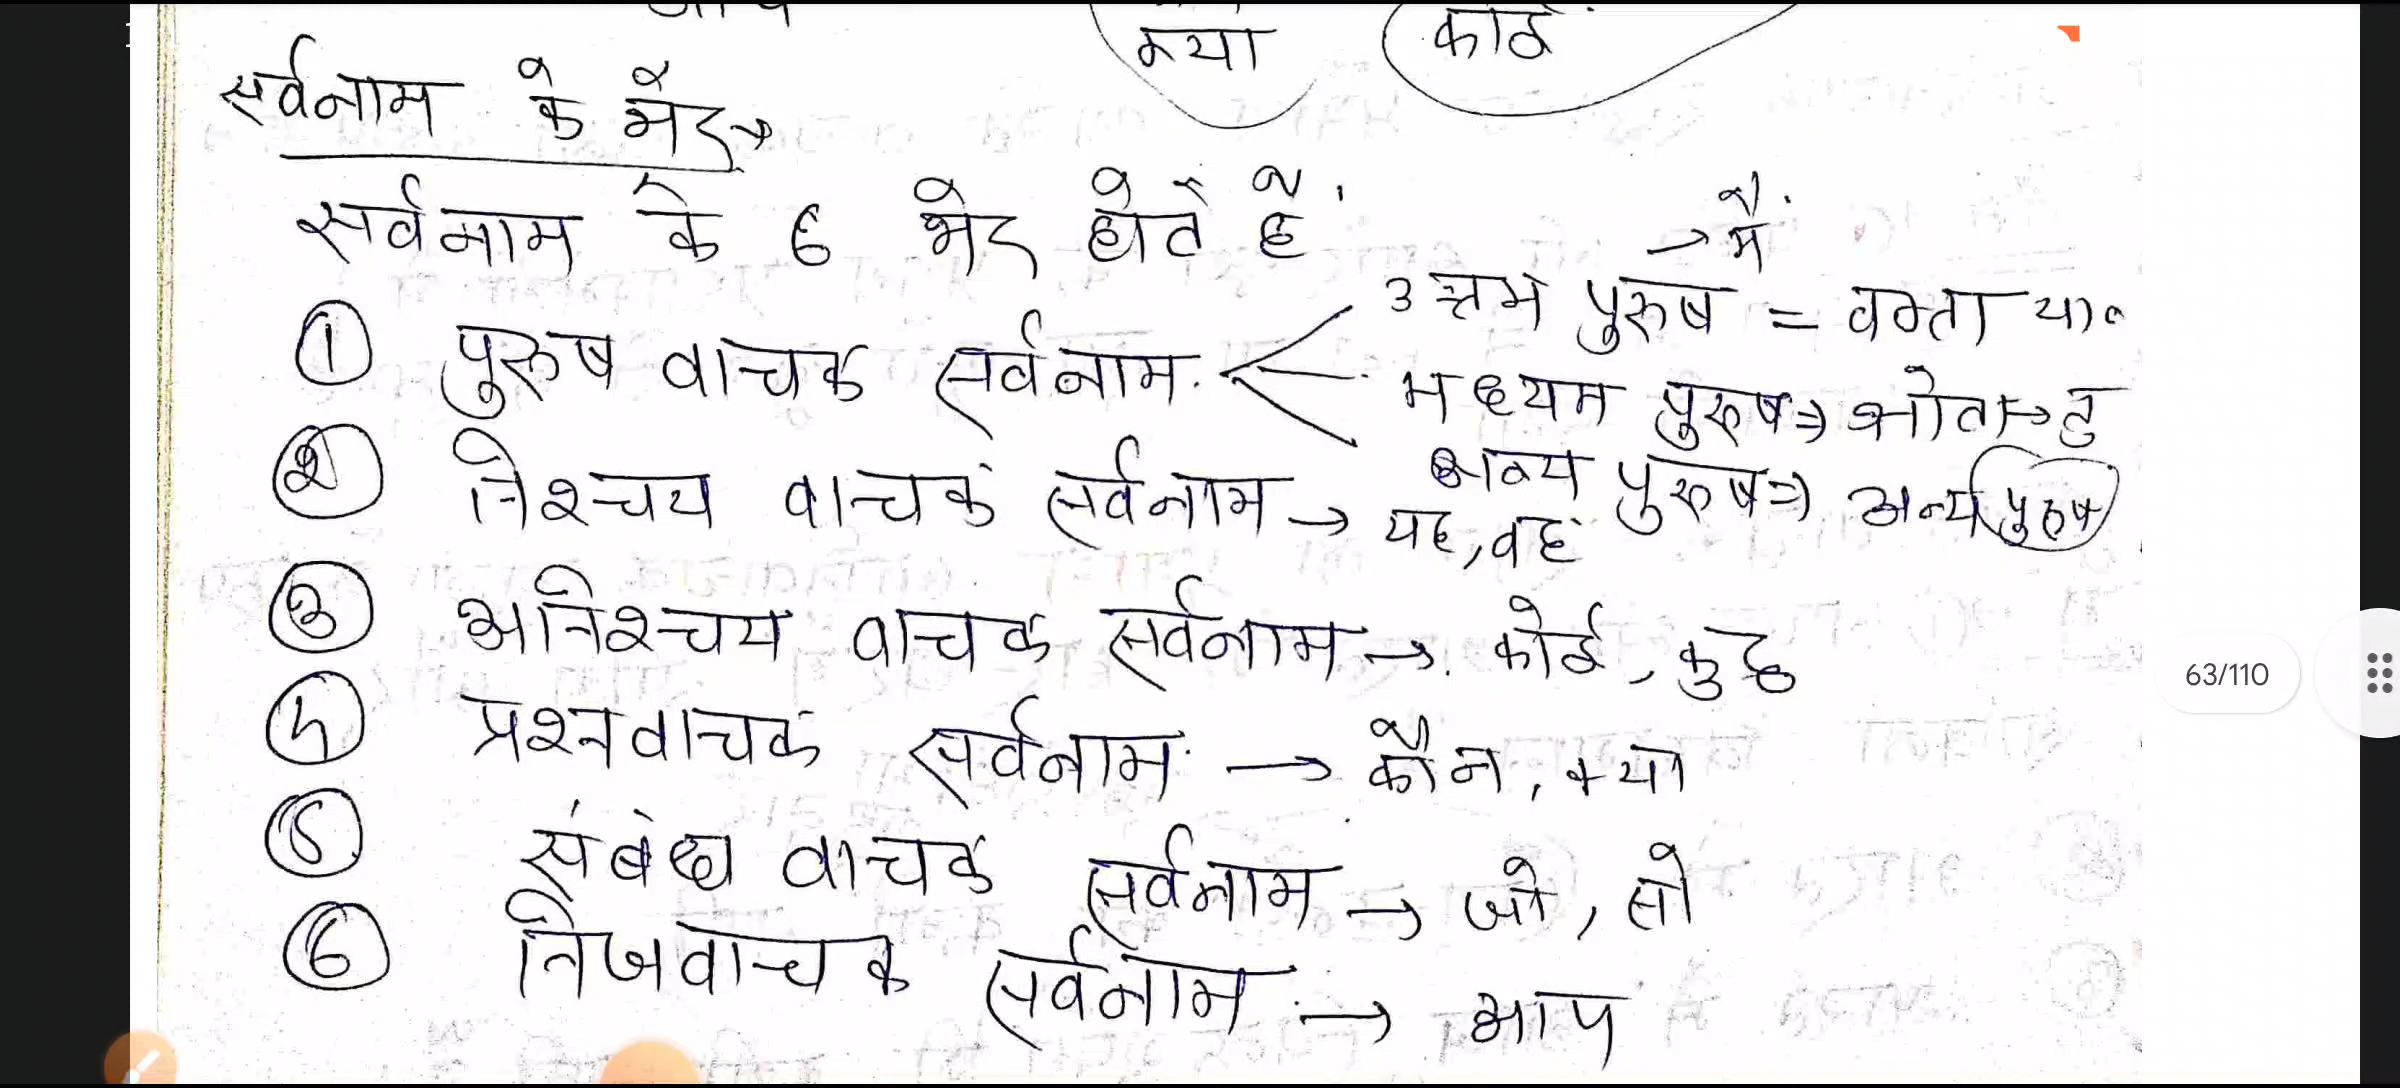 क्या कोई
सर्वनाम के भेद→
सर्वनाम के 6 भेद होते हैं
① पुरुष वाचक सर्वनाम
→ मैं
उत्तम पुरुष = वक्ता या०
मध्यम पुरुष ⇒ श्रोता → तु
अन्य पुरुष ⇒ अन्य पुरुष
② निश्चय वाचक सर्वनाम → यह, वह
③ अनिश्चय वाचक सर्वनाम → कोई, कुछ
④ प्रश्नवाचक सर्वनाम → कौन, क्या
⑤ संबंध वाचक सर्वनाम → जो, सो
⑥ निजवाचक सर्वनाम → आप
63/110